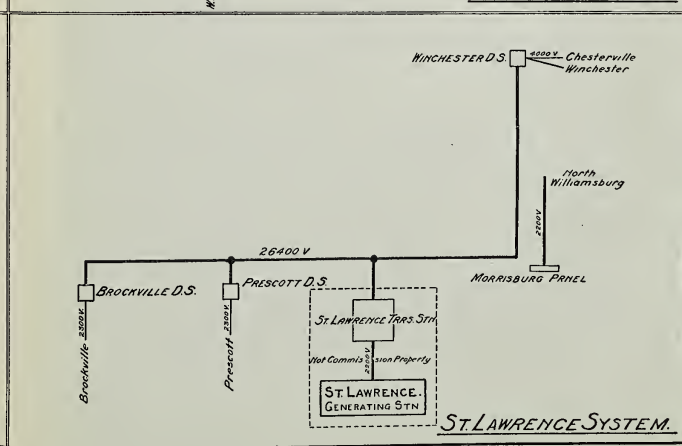 WINCHESTER D.S.
4000 V
Chesterville
Winchester
North
Williamsburg
2200V
MORRISBURG PANEL
26400 V
BROCKVILLE D.S.
PRESCOTT D.S.
2300V.
Brockville
2300V.
Prescott
ST. LAWRENCE TRAS. STN
Not Commission Property
2200V
ST. LAWRENCE.
GENERATING STN
ST. LAWRENCE SYSTEM.